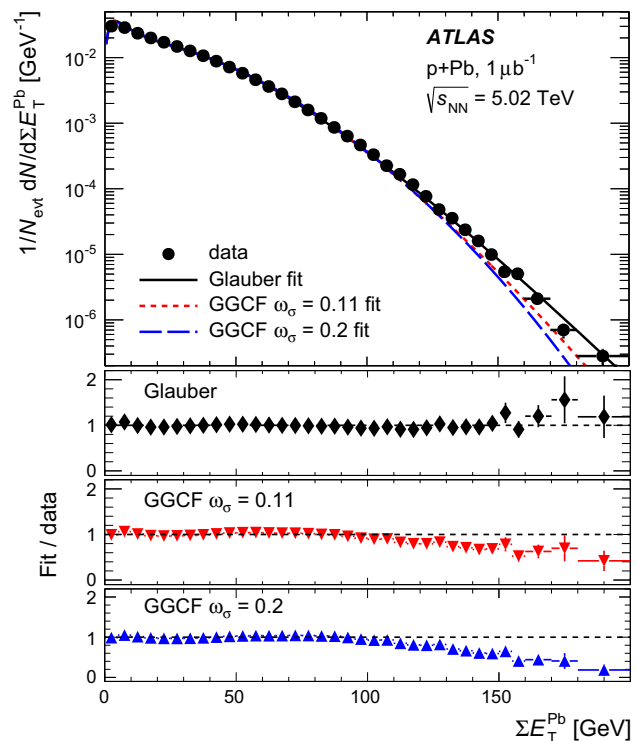 1/N_evt dN/dΣE_T^Pb [GeV⁻¹]
10⁻²
10⁻³
10⁻⁴
10⁻⁵
10⁻⁶
ATLAS
p+Pb, 1 μb⁻¹
√s_NN = 5.02 TeV
data
Glauber fit
GGCF ω_σ = 0.11 fit
GGCF ω_σ = 0.2 fit
Fit / data
2
1
0
Glauber
2
1
0
GGCF ω_σ = 0.11
2
1
0
GGCF ω_σ = 0.2
0 50 100 150 200
ΣE_T^Pb [GeV]